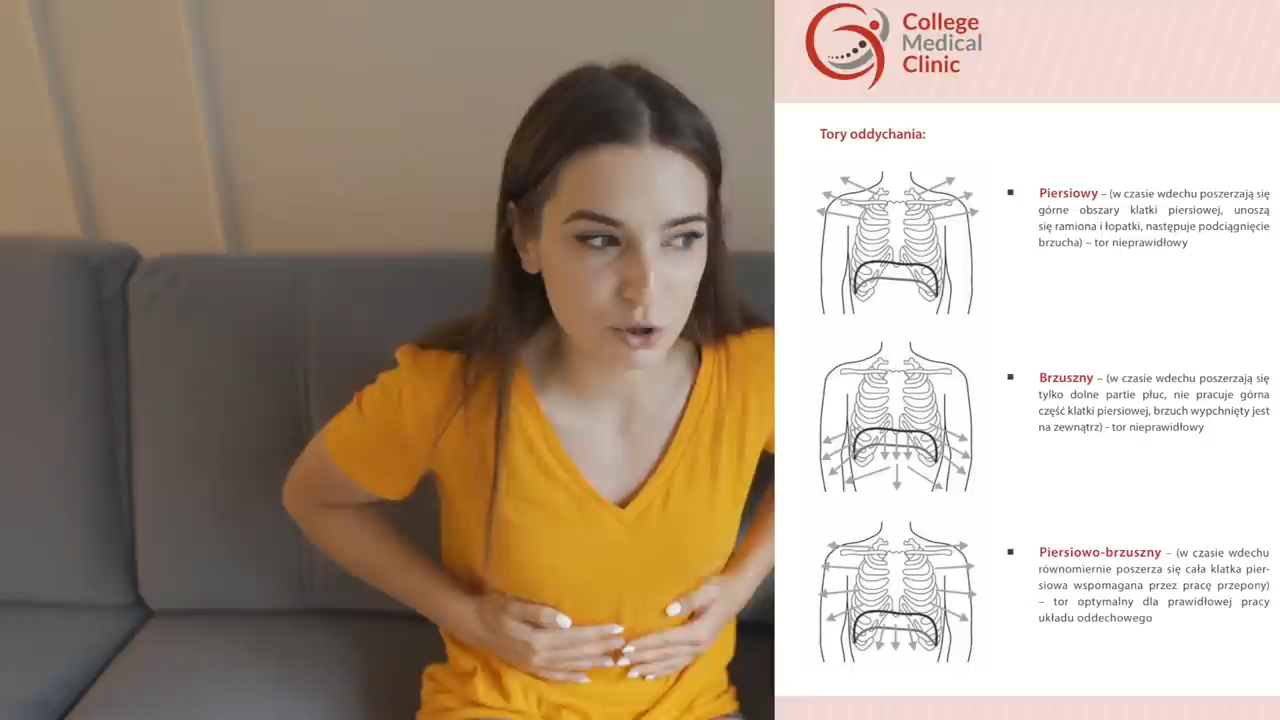 College
Medical
Clinic
Tory oddychania:
▪ Piersiowy – (w czasie wdechu poszerzają się
górne obszary klatki piersiowej, unoszą
się ramiona i łopatki, następuje podciągnięcie
brzucha) – tor nieprawidłowy
▪ Brzuszny – (w czasie wdechu poszerzają się
tylko dolne partie płuc, nie pracuje górna
część klatki piersiowej, brzuch wypchnięty jest
na zewnątrz) - tor nieprawidłowy
▪ Piersiowo-brzuszny – (w czasie wdechu
równomiernie poszerza się cała klatka pier-
siowa wspomagana przez pracę przepony)
– tor optymalny dla prawidłowej pracy
układu oddechowego